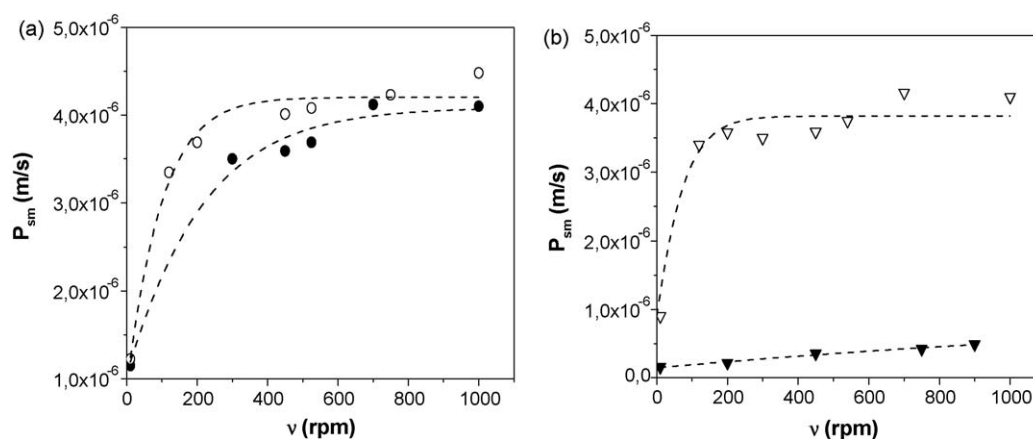 (a)
5,0x10⁻⁶
4,0x10⁻⁶
3,0x10⁻⁶
2,0x10⁻⁶
1,0x10⁻⁶
P_sm (m/s)
0 200 400 600 800 1000
ν (rpm)
(b)
5,0x10⁻⁶
4,0x10⁻⁶
3,0x10⁻⁶
2,0x10⁻⁶
1,0x10⁻⁶
0,0
P_sm (m/s)
0 200 400 600 800 1000
ν (rpm)